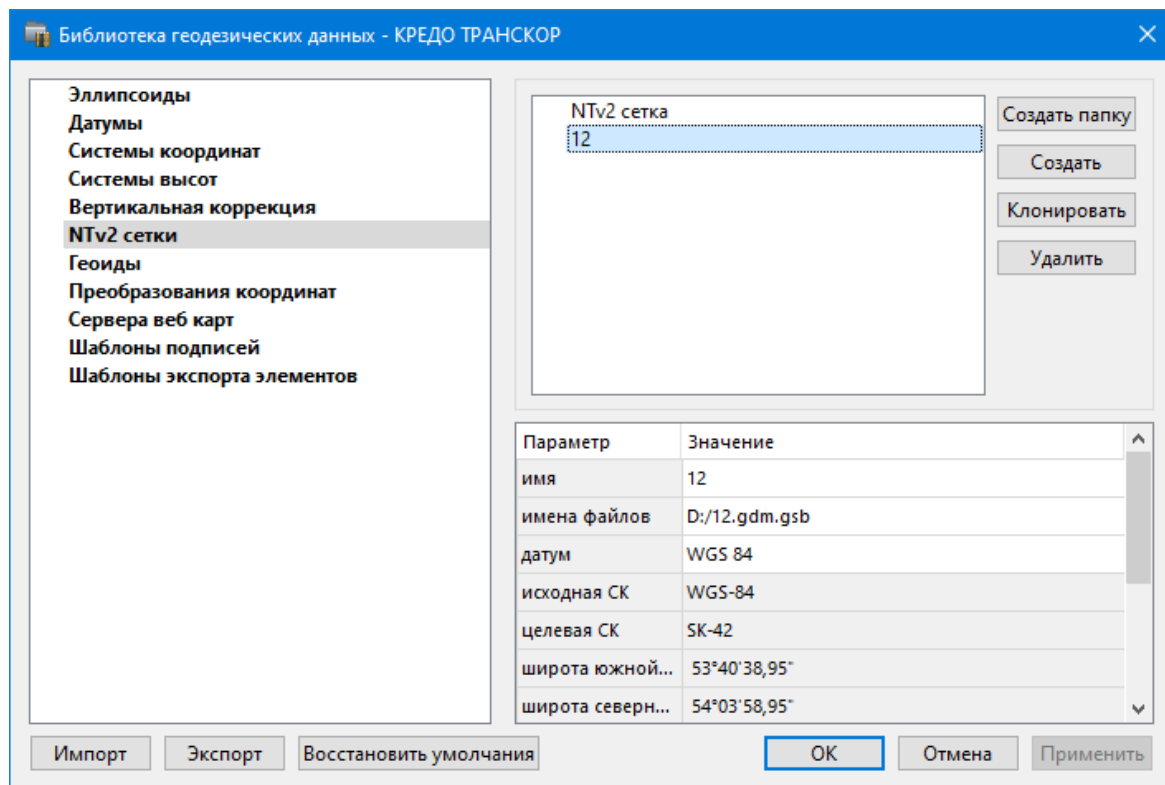 Библиотека геодезических данных - КРЕДО ТРАНСКОР
Эллипсоиды
Датумы
Системы координат
Системы высот
Вертикальная коррекция
NTv2 сетки
Геоиды
Преобразования координат
Сервера веб карт
Шаблоны подписей
Шаблоны экспорта элементов
NTv2 сетка
12
Создать папку
Создать
Клонировать
Удалить
Параметр Значение
имя 12
имена файлов D:/12.gdm.gsb
датум WGS 84
исходная СК WGS-84
целевая СК SK-42
широта южной... 53°40'38,95"
широта северн... 54°03'58,95"
Импорт Экспорт Восстановить умолчания OK Отмена Применить